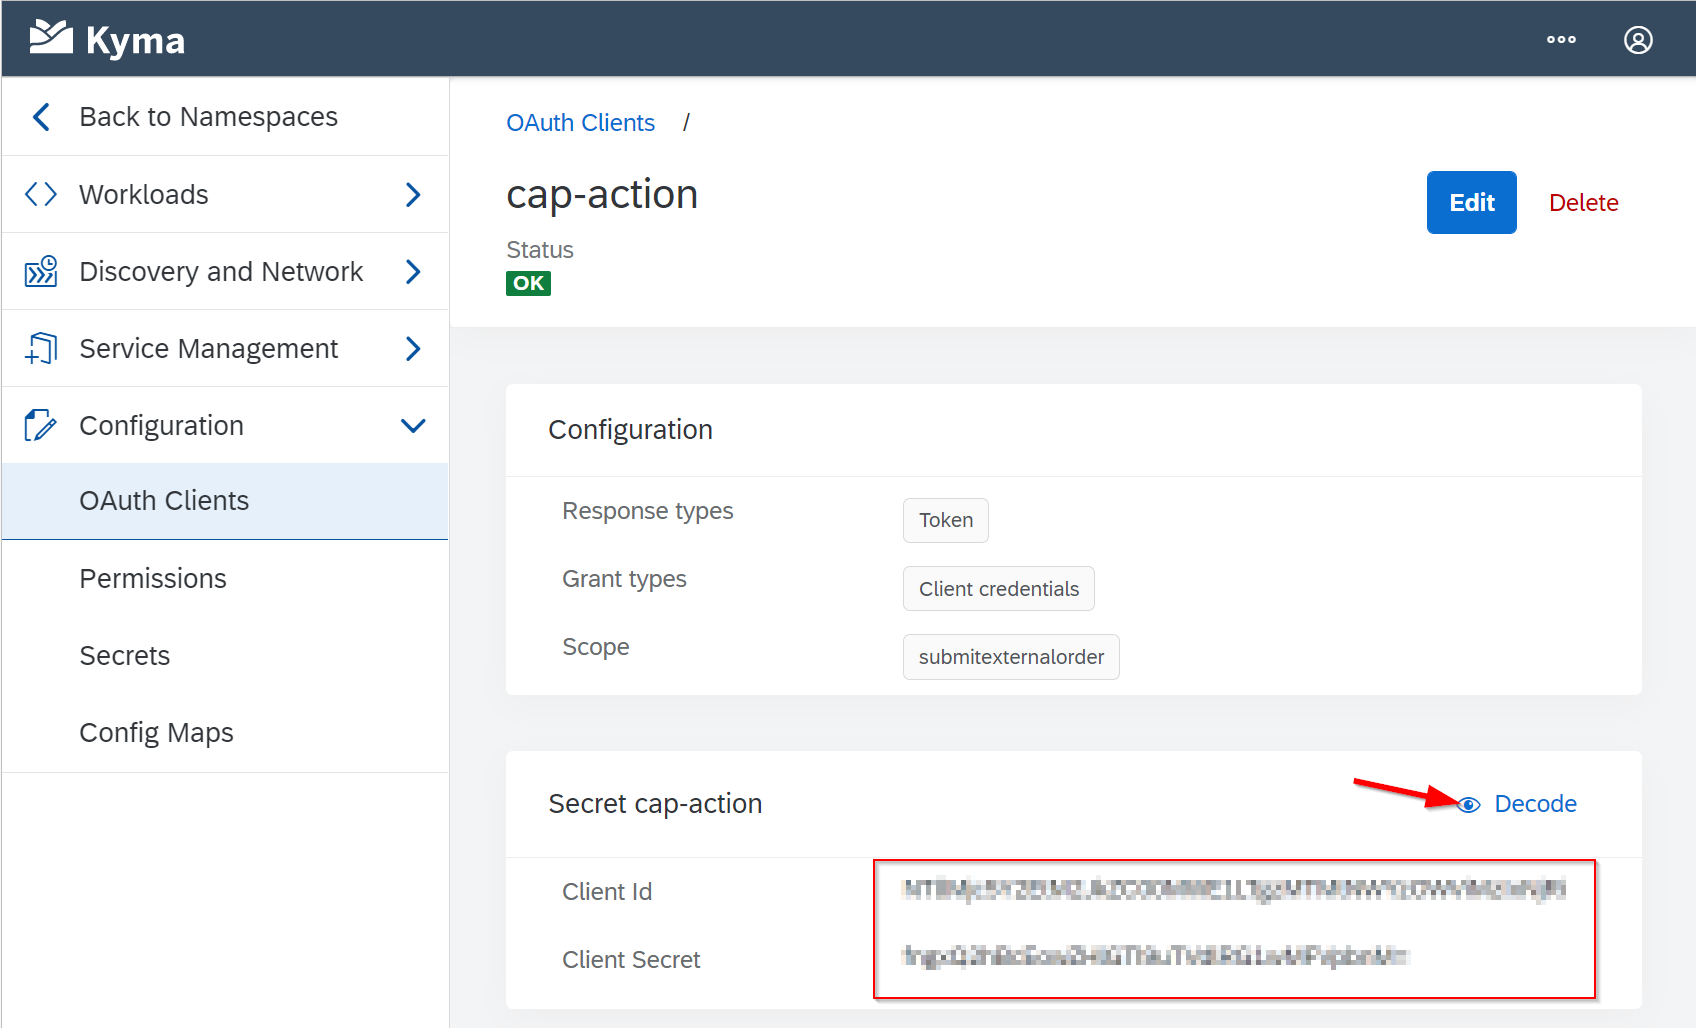 Kyma
Back to Namespaces
Workloads
Discovery and Network
Service Management
Configuration
OAuth Clients
Permissions
Secrets
Config Maps
OAuth Clients /
cap-action
Edit
Delete
Status
OK
Configuration
Response types Token
Grant types Client credentials
Scope submitexternalorder
Secret cap-action
Decode
Client Id
Client Secret